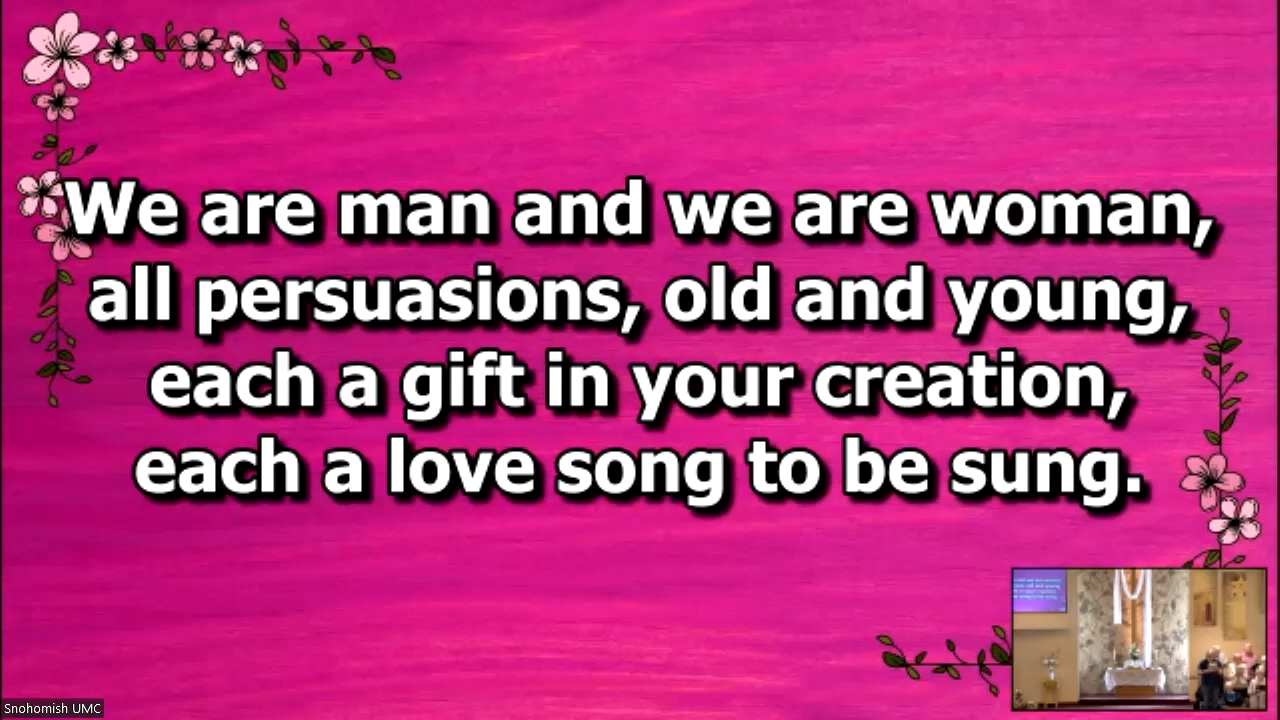 We are man and we are woman,
all persuasions, old and young,
each a gift in your creation,
each a love song to be sung.
Snohomish UMC